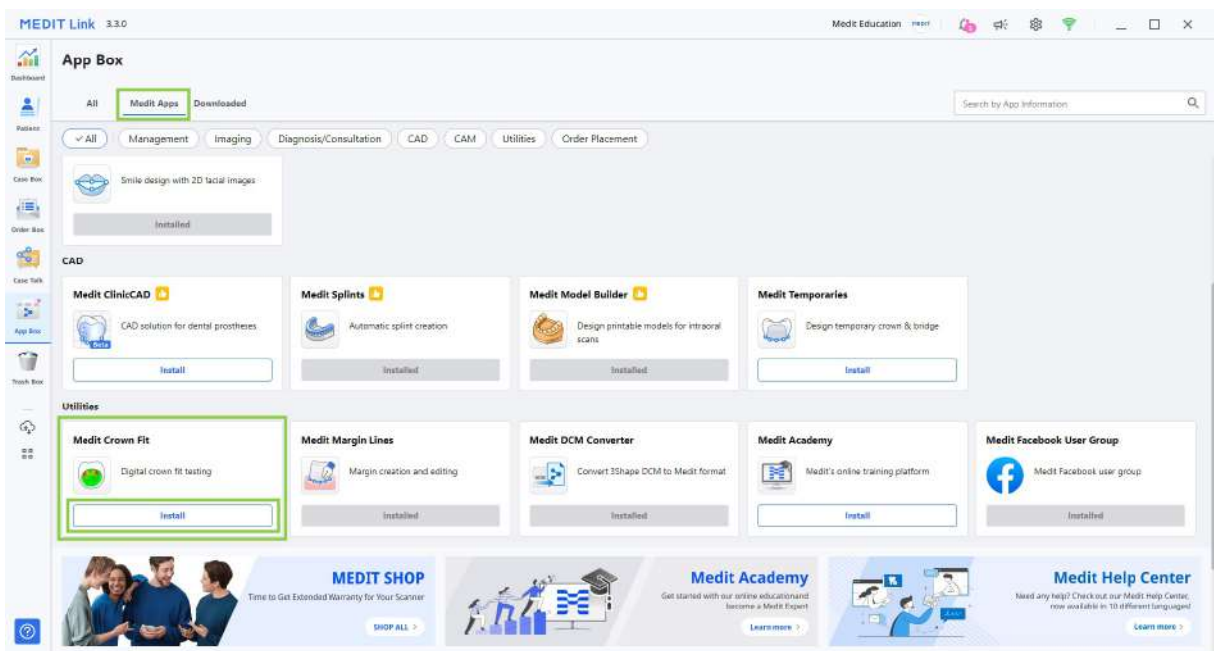 MEDIT Link 3.3.0
Medit Education
App Box
Dashboard
Patient
Case Box
Order Box
Case Talk
App Box
Trash Box
All Medit Apps Downloaded
Search by App Information
All Management Imaging Diagnosis/Consultation CAD CAM Utilities Order Placement
Smile design with 2D facial images
Installed
CAD
Medit ClinicCAD
CAD solution for dental prostheses
Beta
Install
Medit Splints
Automatic splint creation
Installed
Medit Model Builder
Design printable models for intraoral
scans
Installed
Medit Temporaries
Design temporary crown & bridge
Install
Utilities
Medit Crown Fit
Digital crown fit testing
Install
Medit Margin Lines
Margin creation and editing
Installed
Medit DCM Converter
Convert 3Shape DCM to Medit format
Installed
Medit Academy
Medit's online training platform
Install
Medit Facebook User Group
Medit Facebook user group
Installed
MEDIT SHOP
Time to Get Extended Warranty for Your Scanner
SHOP ALL >
Medit Academy
Get started with our online educationand
become a Medit Expert
Learn more >
Medit Help Center
Need any help? Check out our Medit Help Center,
now available in 10 different languages!
Learn more >